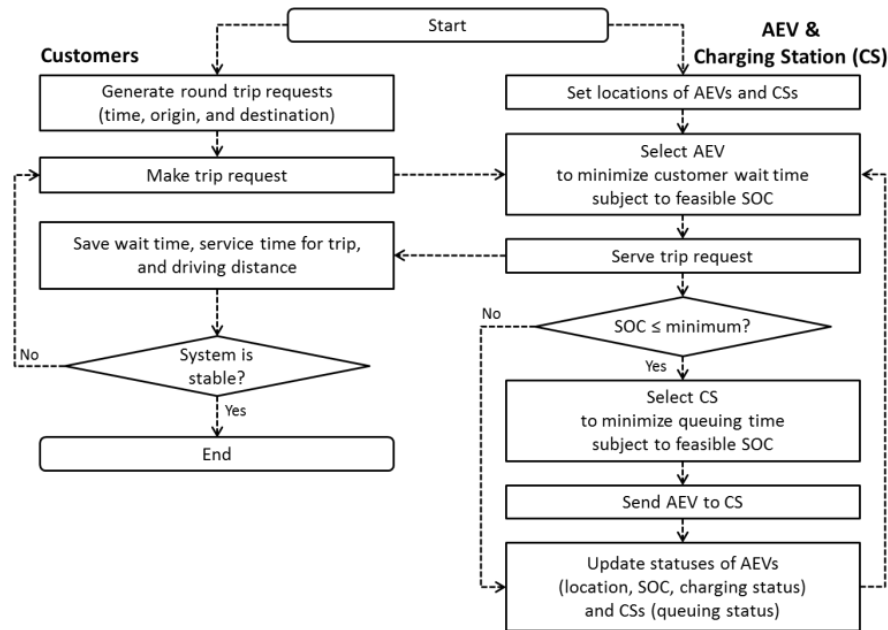 Start
Customers
AEV &
Charging Station (CS)
Generate round trip requests
(time, origin, and destination)
Set locations of AEVs and CSs
Make trip request
Select AEV
to minimize customer wait time
subject to feasible SOC
Save wait time, service time for trip,
and driving distance
Serve trip request
No
SOC ≤ minimum?
Yes
No
System is
stable?
Yes
End
Select CS
to minimize queuing time
subject to feasible SOC
Send AEV to CS
Update statuses of AEVs
(location, SOC, charging status)
and CSs (queuing status)